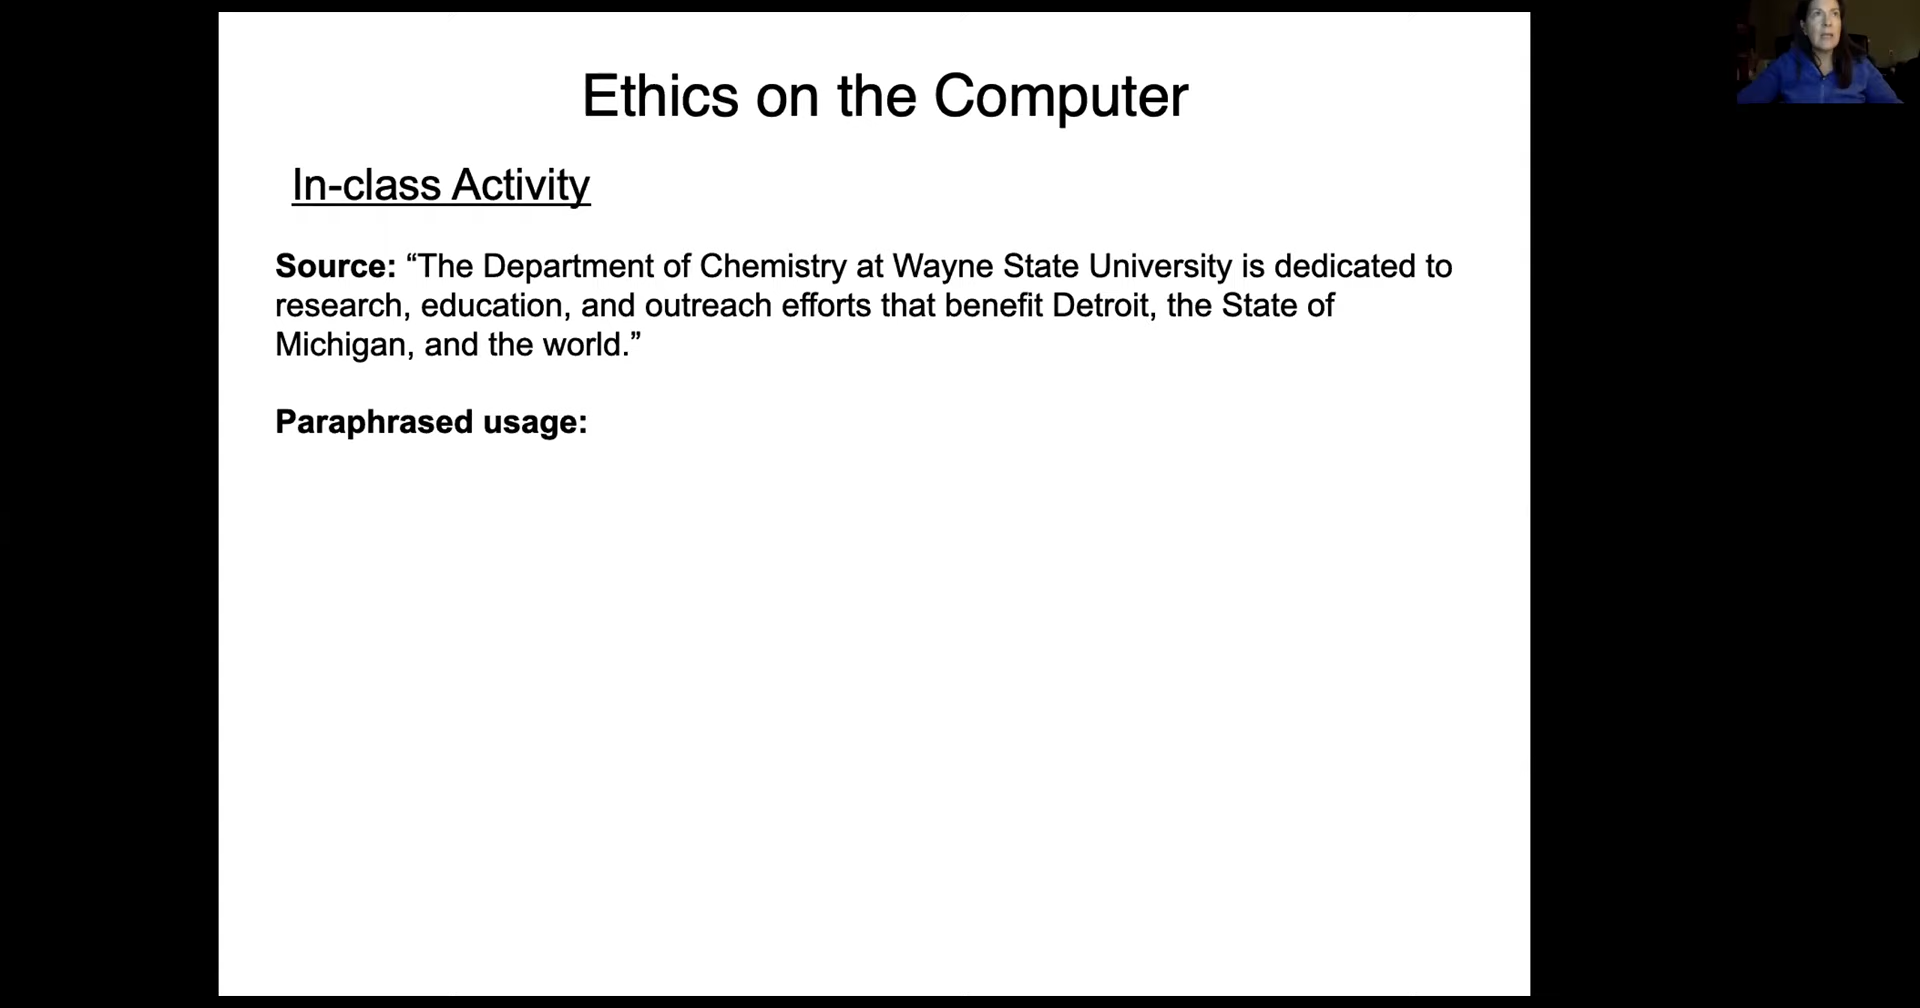 Ethics on the Computer
In-class Activity
Source: “The Department of Chemistry at Wayne State University is dedicated to
research, education, and outreach efforts that benefit Detroit, the State of
Michigan, and the world.”
Paraphrased usage: